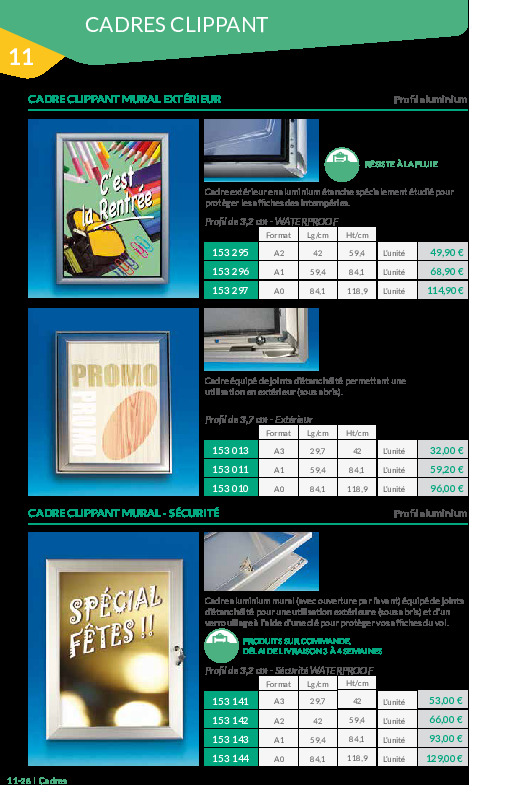 CADRES CLIPPANT
11
CADRE CLIPPANT MURAL EXTÉRIEUR
Profil aluminium
C'est
la Rentrée
RÉSISTE À LA PLUIE
Cadre extérieur en aluminium étanche spécialement étudié pour
protéger les affiches des intempéries.
Profil de 3,2 cm - WATERPROOF
Format Lg/cm Ht/cm
153 295 A2 42 59,4 L'unité 49,90 €
153 296 A1 59,4 84,1 L'unité 68,90 €
153 297 A0 84,1 118,9 L'unité 114,90 €
PROMO
PROMO
Cadre équipé de joints d'étanchéité permettant une
utilisation en extérieur (sous abris).
Profil de 3,7 cm - Extérieur
Format Lg/cm Ht/cm
153 013 A3 29,7 42 L'unité 32,00 €
153 011 A1 59,4 84,1 L'unité 59,20 €
153 010 A0 84,1 118,9 L'unité 96,00 €
CADRE CLIPPANT MURAL - SÉCURITÉ
Profil aluminium
SPÉCIAL
FÊTES !!
Cadre aluminium mural (avec ouverture par l'avant) équipé de joints
d'étanchéité pour une utilisation extérieure (sous abris) et d'un
verrouillage à l'aide d'une clé pour protéger vos affiches du vol.
PRODUITS SUR COMMANDE,
DÉLAI DE LIVRAISON 3 À 4 SEMAINES
Profil de 3,2 cm - Sécurité WATERPROOF
Format Lg/cm Ht/cm
153 141 A3 29,7 42 L'unité 53,00 €
153 142 A2 42 59,4 L'unité 66,00 €
153 143 A1 59,4 84,1 L'unité 93,00 €
153 144 A0 84,1 118,9 L'unité 129,00 €
11-26 | Cadres